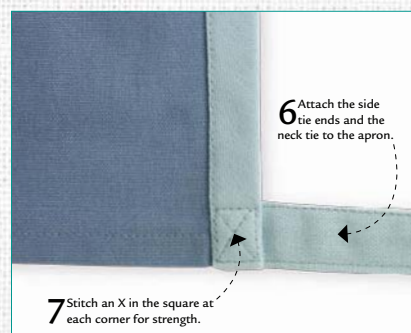 6 Attach the side
tie ends and the
neck tie to the apron.
7 Stitch an X in the square at
each corner for strength.